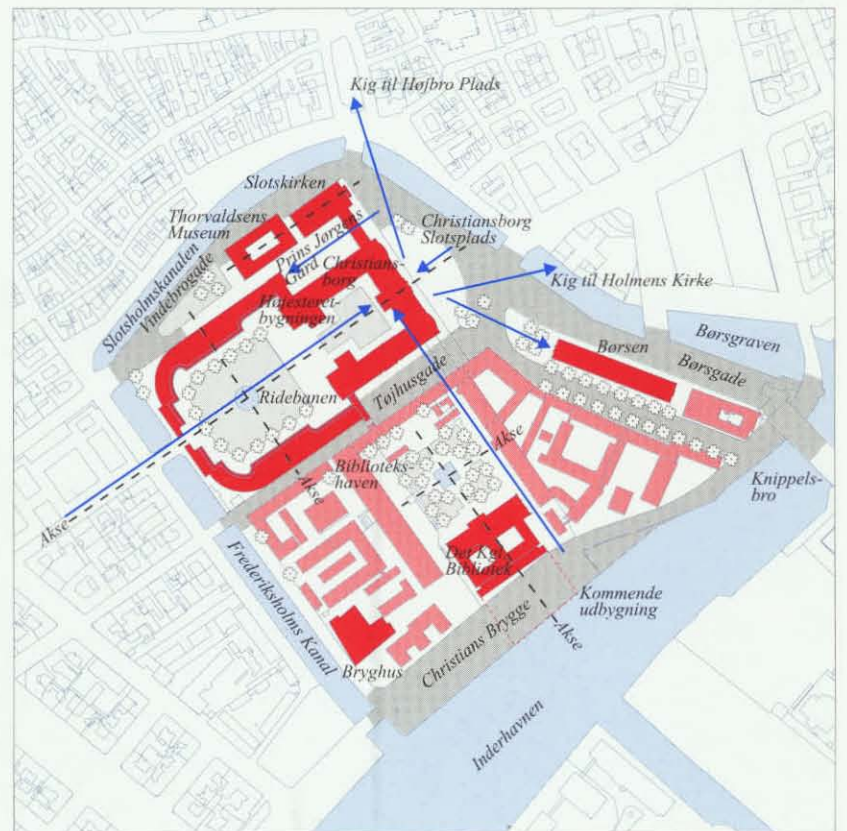 Kig til Højbro Plads
Slotskirken
Thorvaldsens
Museum
Christiansborg
Slotsplads
Prins Jørgens
Gård
Christians-
borg
Slotsholmskanalen
Vindebrogade
Kig til Holmens Kirke
Højesteret-
bygningen
Børsen
Børsgraven
Børsgade
Ridebanen
Tøjhusgade
Akse
Biblioteks-
haven
Akse
Knippels-
bro
Akse
Det Kgl.
Bibliotek
Frederiksholms Kanal
Kommende
udbygning
Christians Brygge
Akse
Bryghus
Inderhavnen